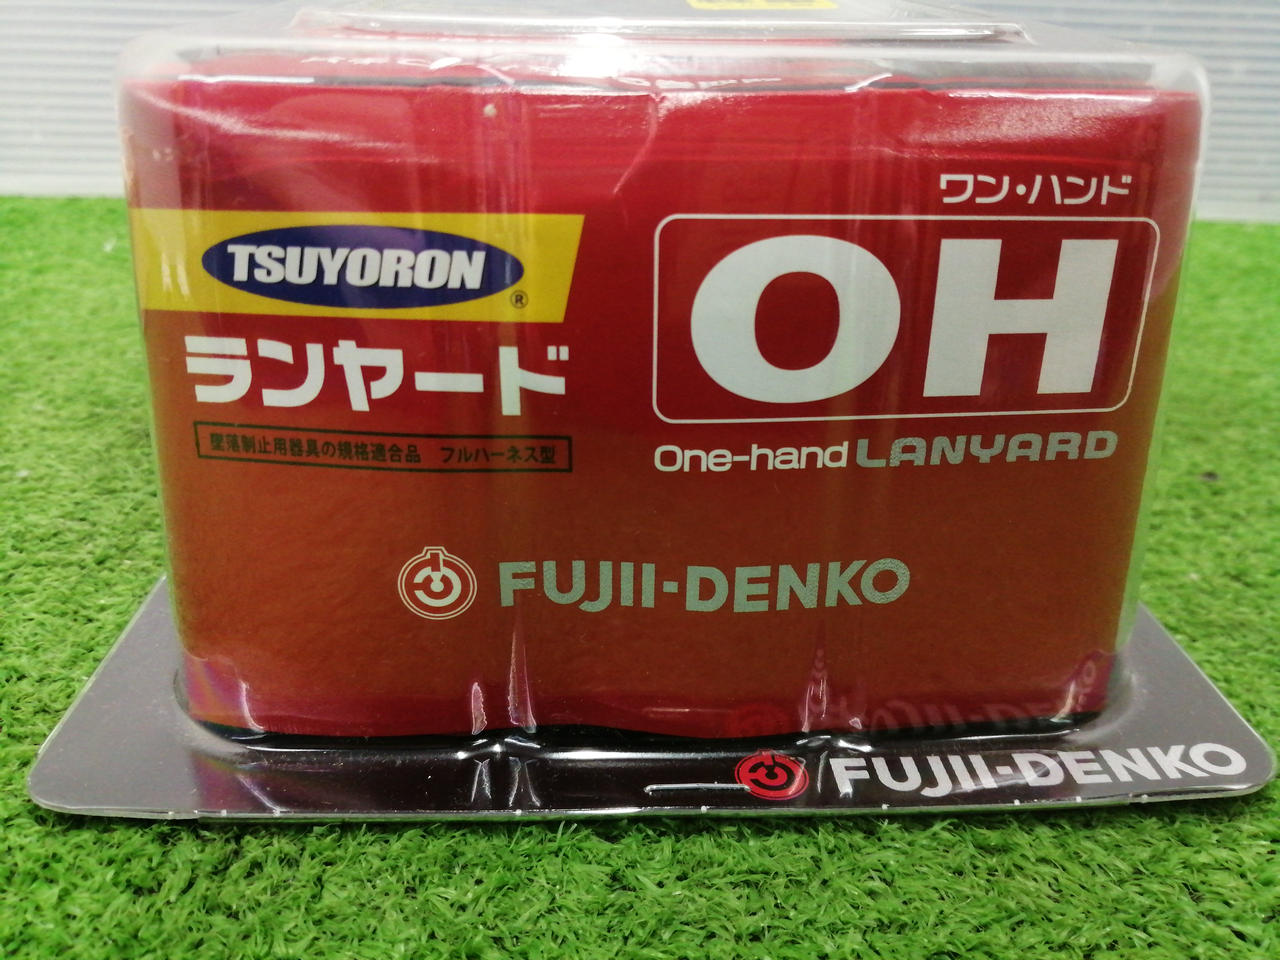 ワン・ハンド
TSUYORON®
OH
ランヤード
墜落制止用器具の規格適合品 フルハーネス型
One-hand LANYARD
FUJII-DENKO
FUJII-DENKO